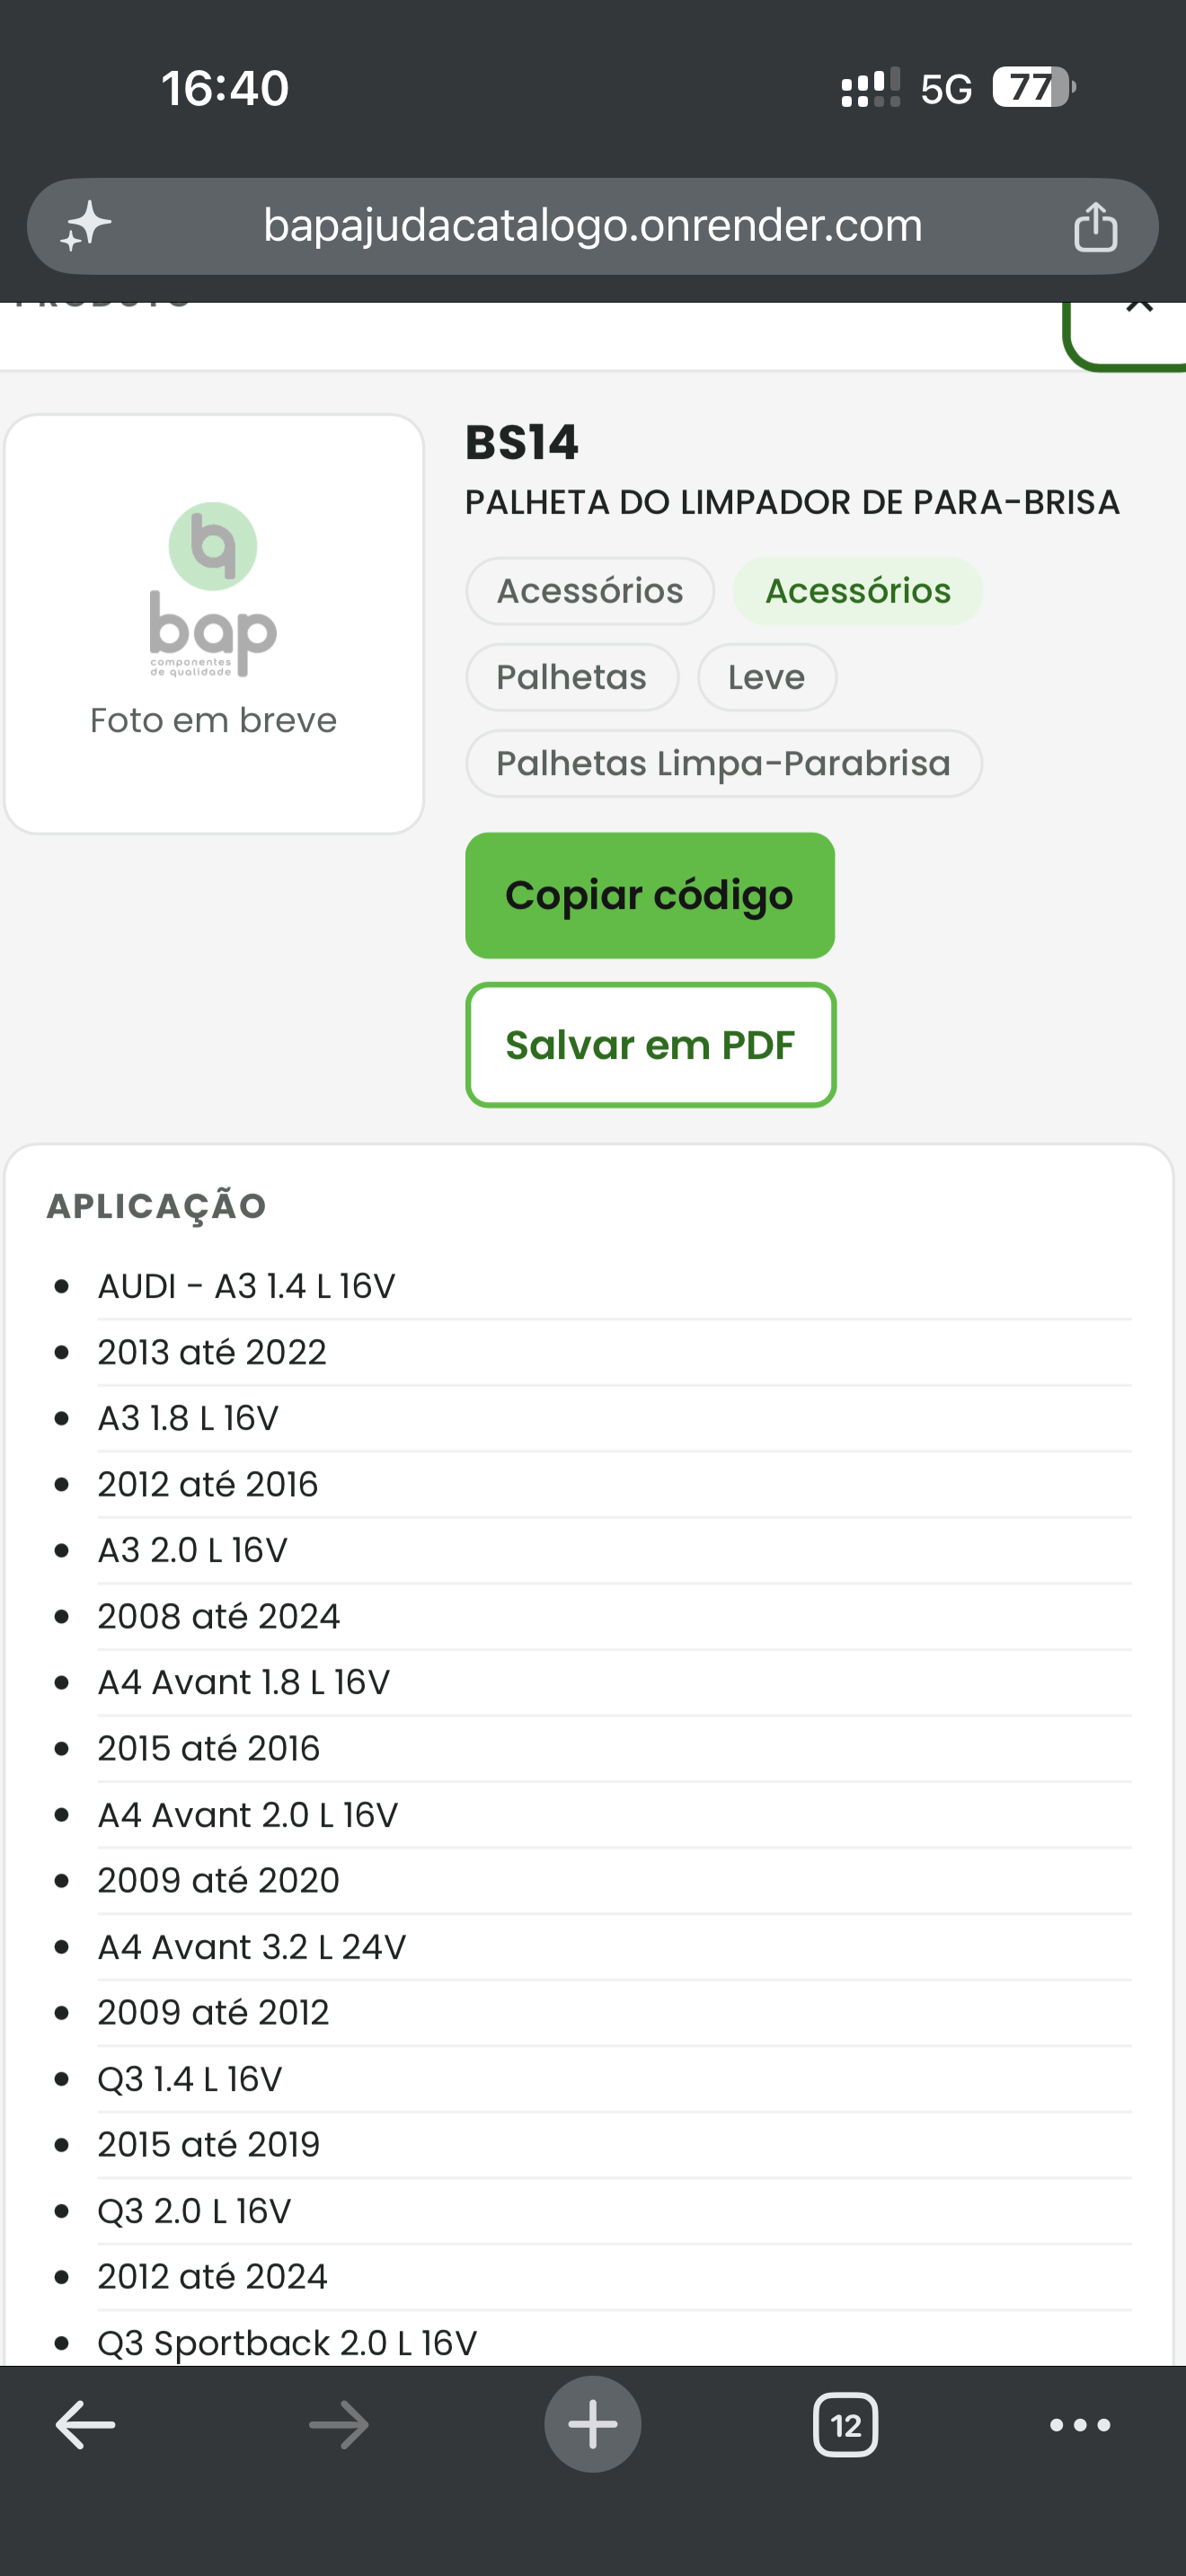 16:40
5G 77
bapajudacatalogo.onrender.com
PRODUTO
BS14
PALHETA DO LIMPADOR DE PARA-BRISA
Acessórios Acessórios
Palhetas Leve
Palhetas Limpa-Parabrisa
bap
componentes
de qualidade
Foto em breve
Copiar código
Salvar em PDF
APLICAÇÃO
AUDI - A3 1.4 L 16V
2013 até 2022
A3 1.8 L 16V
2012 até 2016
A3 2.0 L 16V
2008 até 2024
A4 Avant 1.8 L 16V
2015 até 2016
A4 Avant 2.0 L 16V
2009 até 2020
A4 Avant 3.2 L 24V
2009 até 2012
Q3 1.4 L 16V
2015 até 2019
Q3 2.0 L 16V
2012 até 2024
Q3 Sportback 2.0 L 16V
12